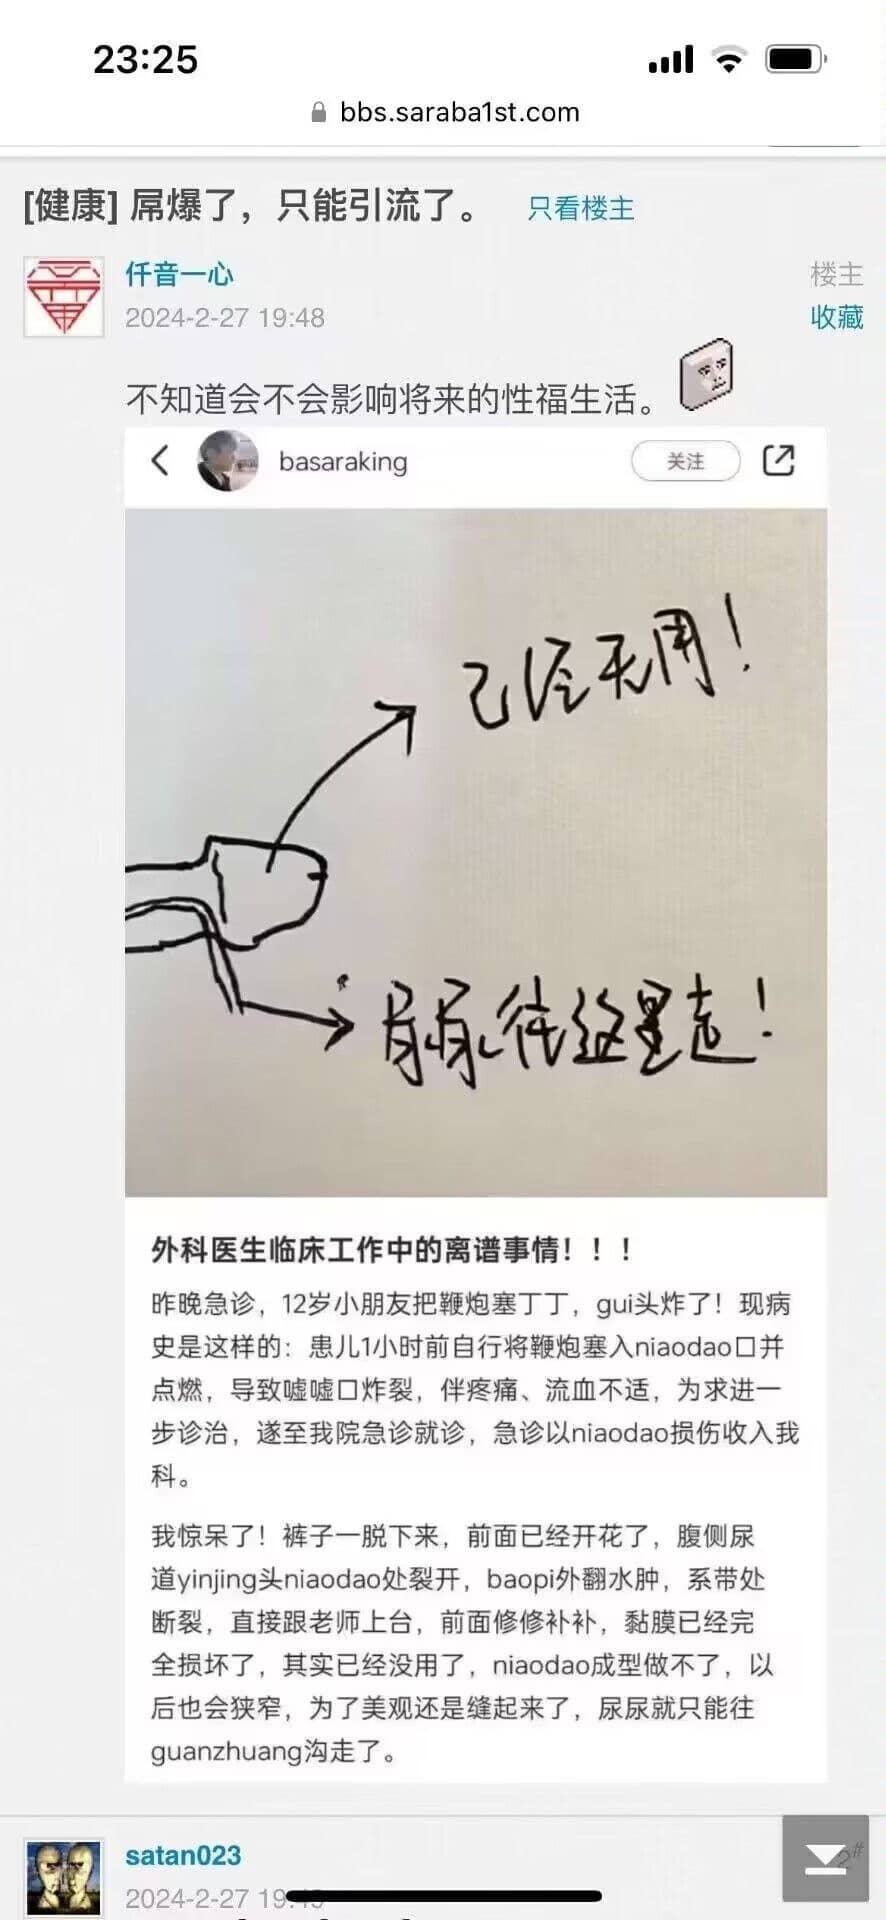 23:25
bbs.saraba1st.com
[健康] 屌爆了，只能引流了。 只看楼主
仟音一心 楼主
2024-2-27 19:48 收藏
不知道会不会影响将来的性福生活。
basaraking 关注
已经无用！
尿尿往这里走！
外科医生临床工作中的离谱事情！！！
昨晚急诊，12岁小朋友把鞭炮塞丁丁，gui头炸了！现病
史是这样的：患儿1小时前自行将鞭炮塞入niaodao口并
点燃，导致嘘嘘口炸裂，伴疼痛、流血不适，为求进一
步诊治，遂至我院急诊就诊，急诊以niaodao损伤收入我
科。
我惊呆了！裤子一脱下来，前面已经开花了，腹侧尿
道yinjing头niaodao处裂开，baopi外翻水肿，系带处
断裂，直接跟老师上台，前面修修补补，黏膜已经完
全损坏了，其实已经没用了，niaodao成型做不了，以
后也会狭窄，为了美观还是缝起来了，尿尿就只能往
guanzhuang沟走了。
satan023 2#
2024-2-27